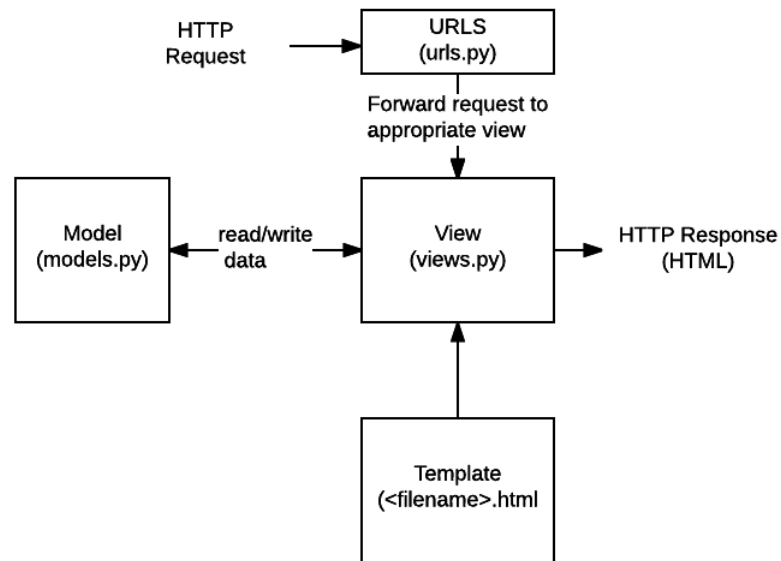 HTTP
Request
URLS
(urls.py)
Forward request to
appropriate view
Model
(models.py)
read/write
data
View
(views.py)
HTTP Response
(HTML)
Template
(<filename>.html